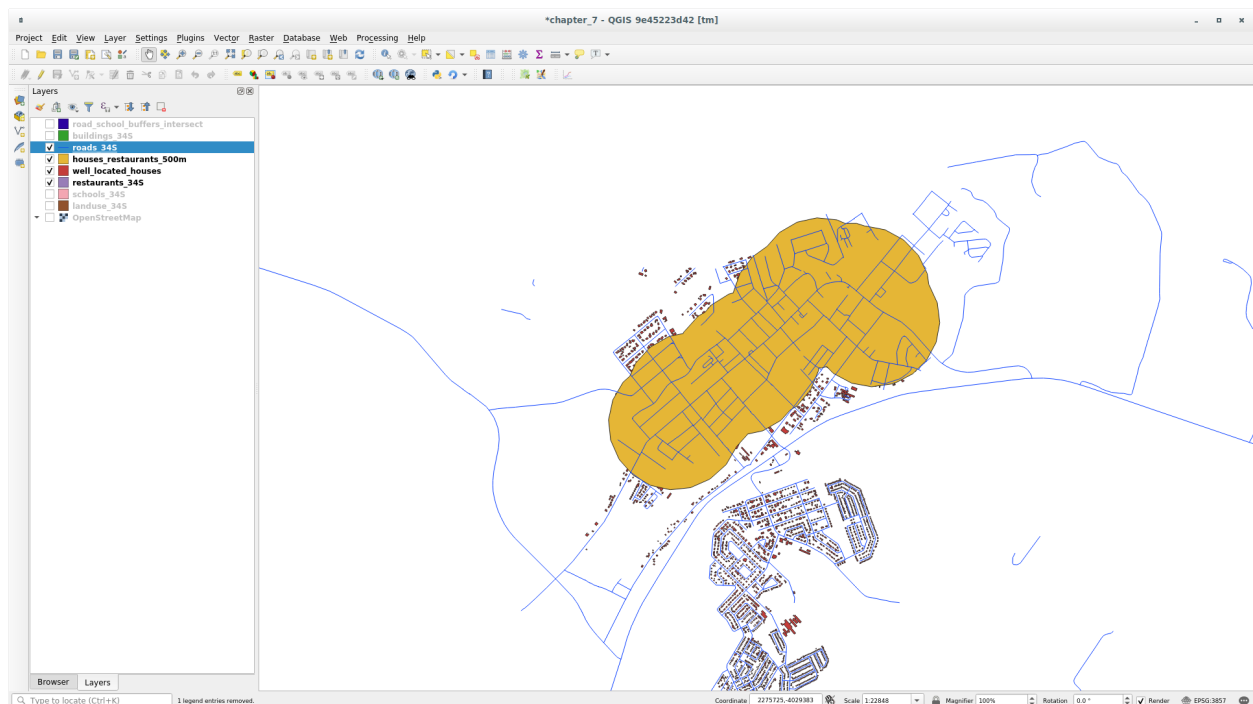 *chapter_7 - QGIS 9e45223d42 [tm]
Project Edit View Layer Settings Plugins Vector Raster Database Web Processing Help
Layers
road_school_buffers_intersect
buildings_34S
roads_34S
houses_restaurants_500m
well_located_houses
restaurants_34S
schools_34S
landuse_34S
OpenStreetMap
Browser Layers
Type to locate (Ctrl+K) 1 legend entries removed. Coordinate 2275725,-4029383 Scale 1:22848 Magnifier 100% Rotation 0.0 ° Render EPSG:3857